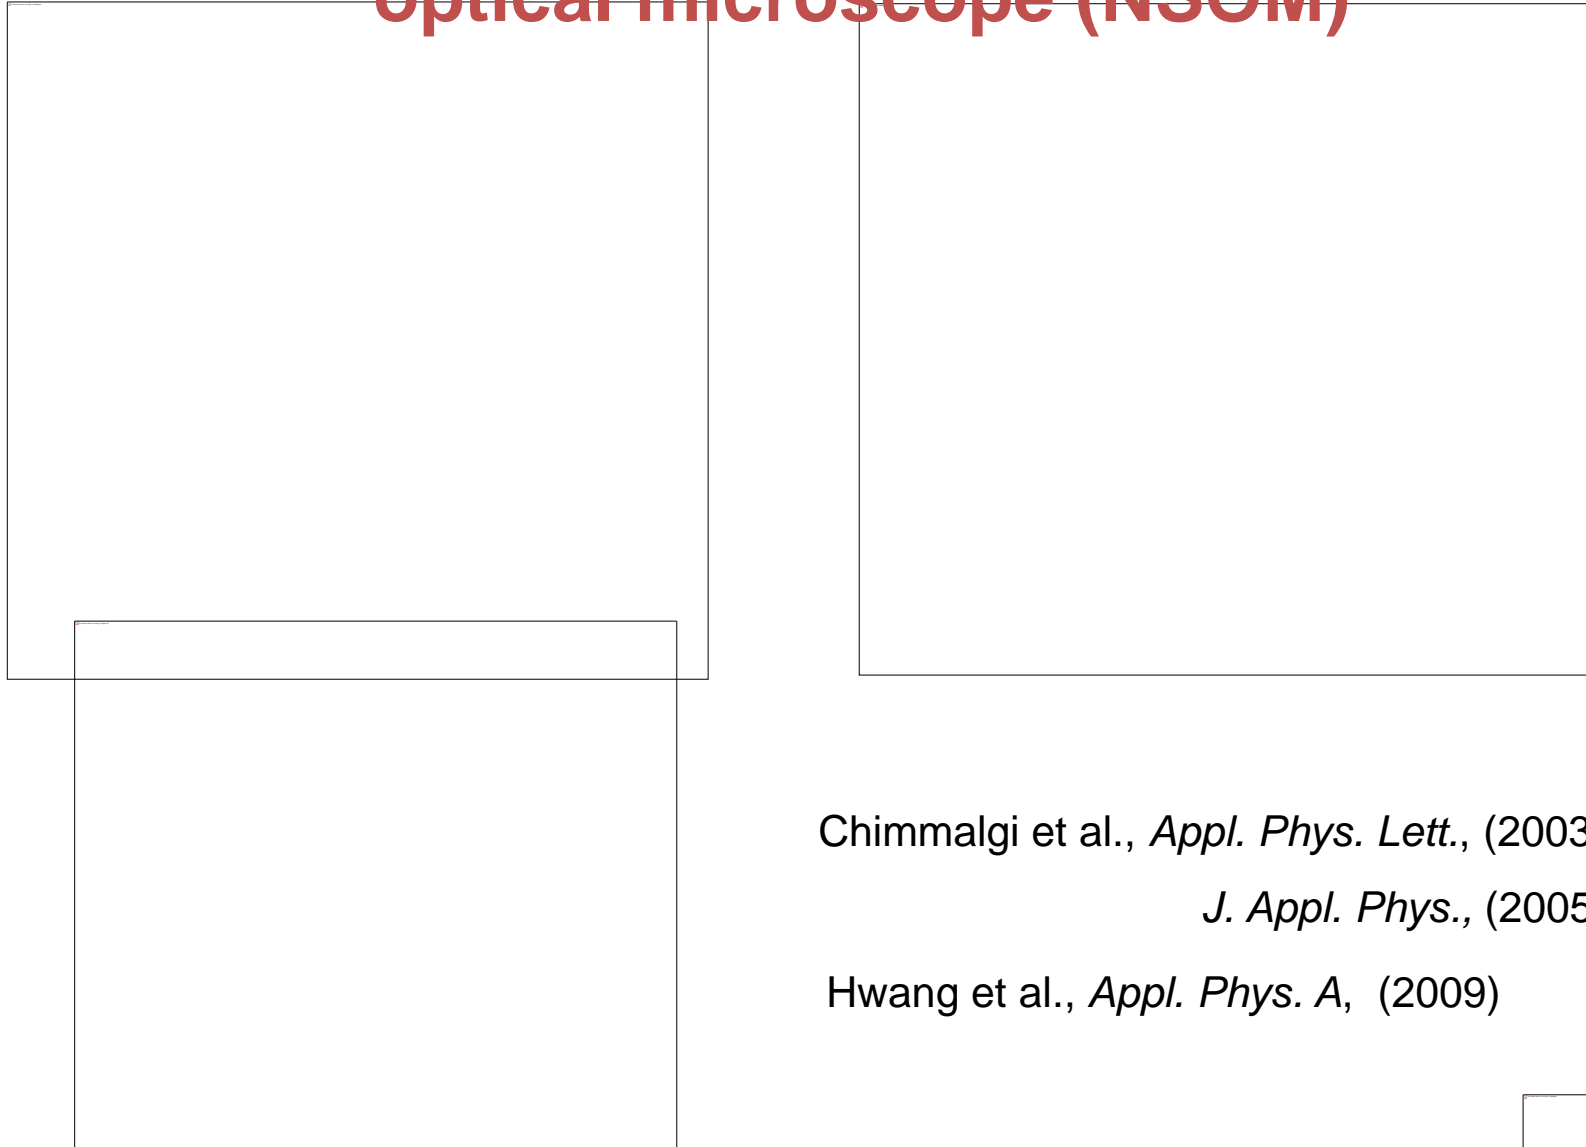 optical microscope (NSOM)
Chimmalgi et al., Appl. Phys. Lett., (2003
J. Appl. Phys., (2005
Hwang et al., Appl. Phys. A, (2009)